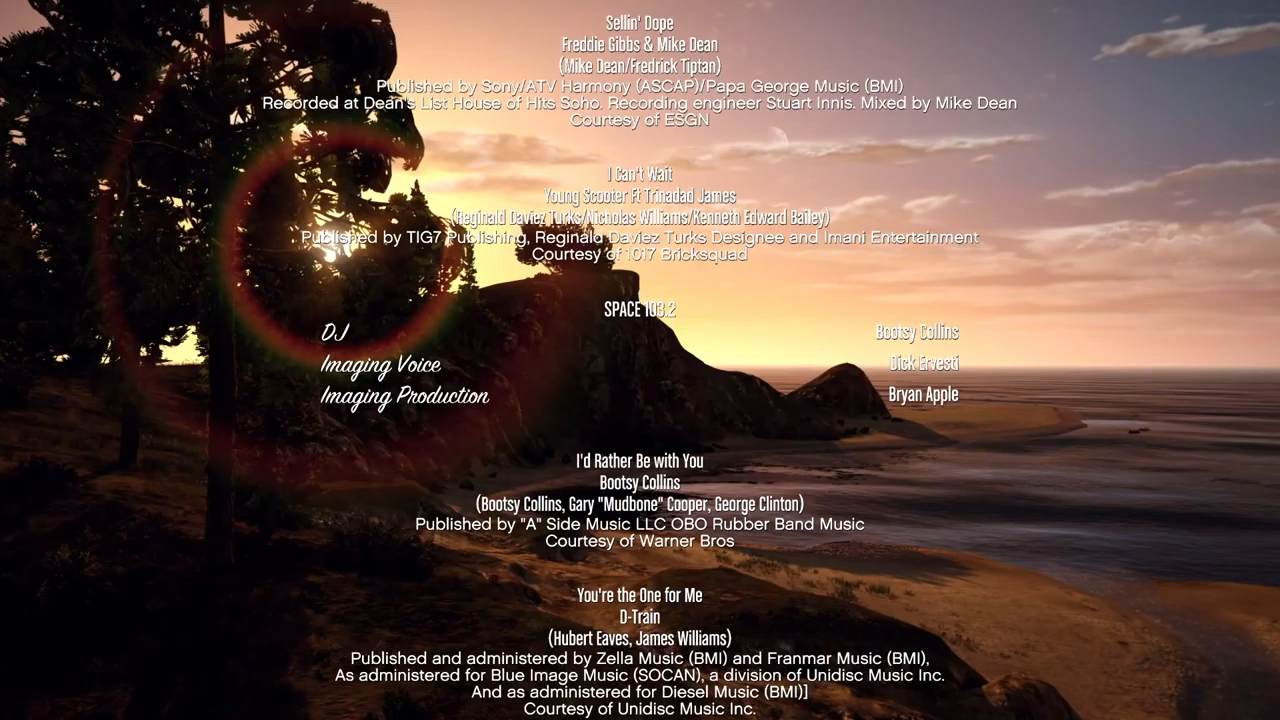 Sellin' Dope
Freddie Gibbs & Mike Dean
(Mike Dean/Fredrick Tiptan)
Published by Sony/ATV Harmony (ASCAP)/Papa George Music (BMI)
Recorded at Dean's List House of Hits Soho. Recording engineer Stuart Innis. Mixed by Mike Dean
Courtesy of ESGN
I Can't Wait
Young Scooter Ft Trinadad James
(Reginald Daviez Turks/Nicholas Williams/Kenneth Edward Bailey)
Published by TIG7 Publishing, Reginald Daviez Turks Designee and Imani Entertainment
Courtesy of 1017 Bricksquad
SPACE 103.2
DJ Bootsy Collins
Imaging Voice Dick Ervesti
Imaging Production Bryan Apple
I'd Rather Be with You
Bootsy Collins
(Bootsy Collins, Gary "Mudbone" Cooper, George Clinton)
Published by "A" Side Music LLC OBO Rubber Band Music
Courtesy of Warner Bros
You're the One for Me
D-Train
(Hubert Eaves, James Williams)
Published and administered by Zella Music (BMI) and Franmar Music (BMI),
As administered for Blue Image Music (SOCAN), a division of Unidisc Music Inc.
And as administered for Diesel Music (BMI)]
Courtesy of Unidisc Music Inc.